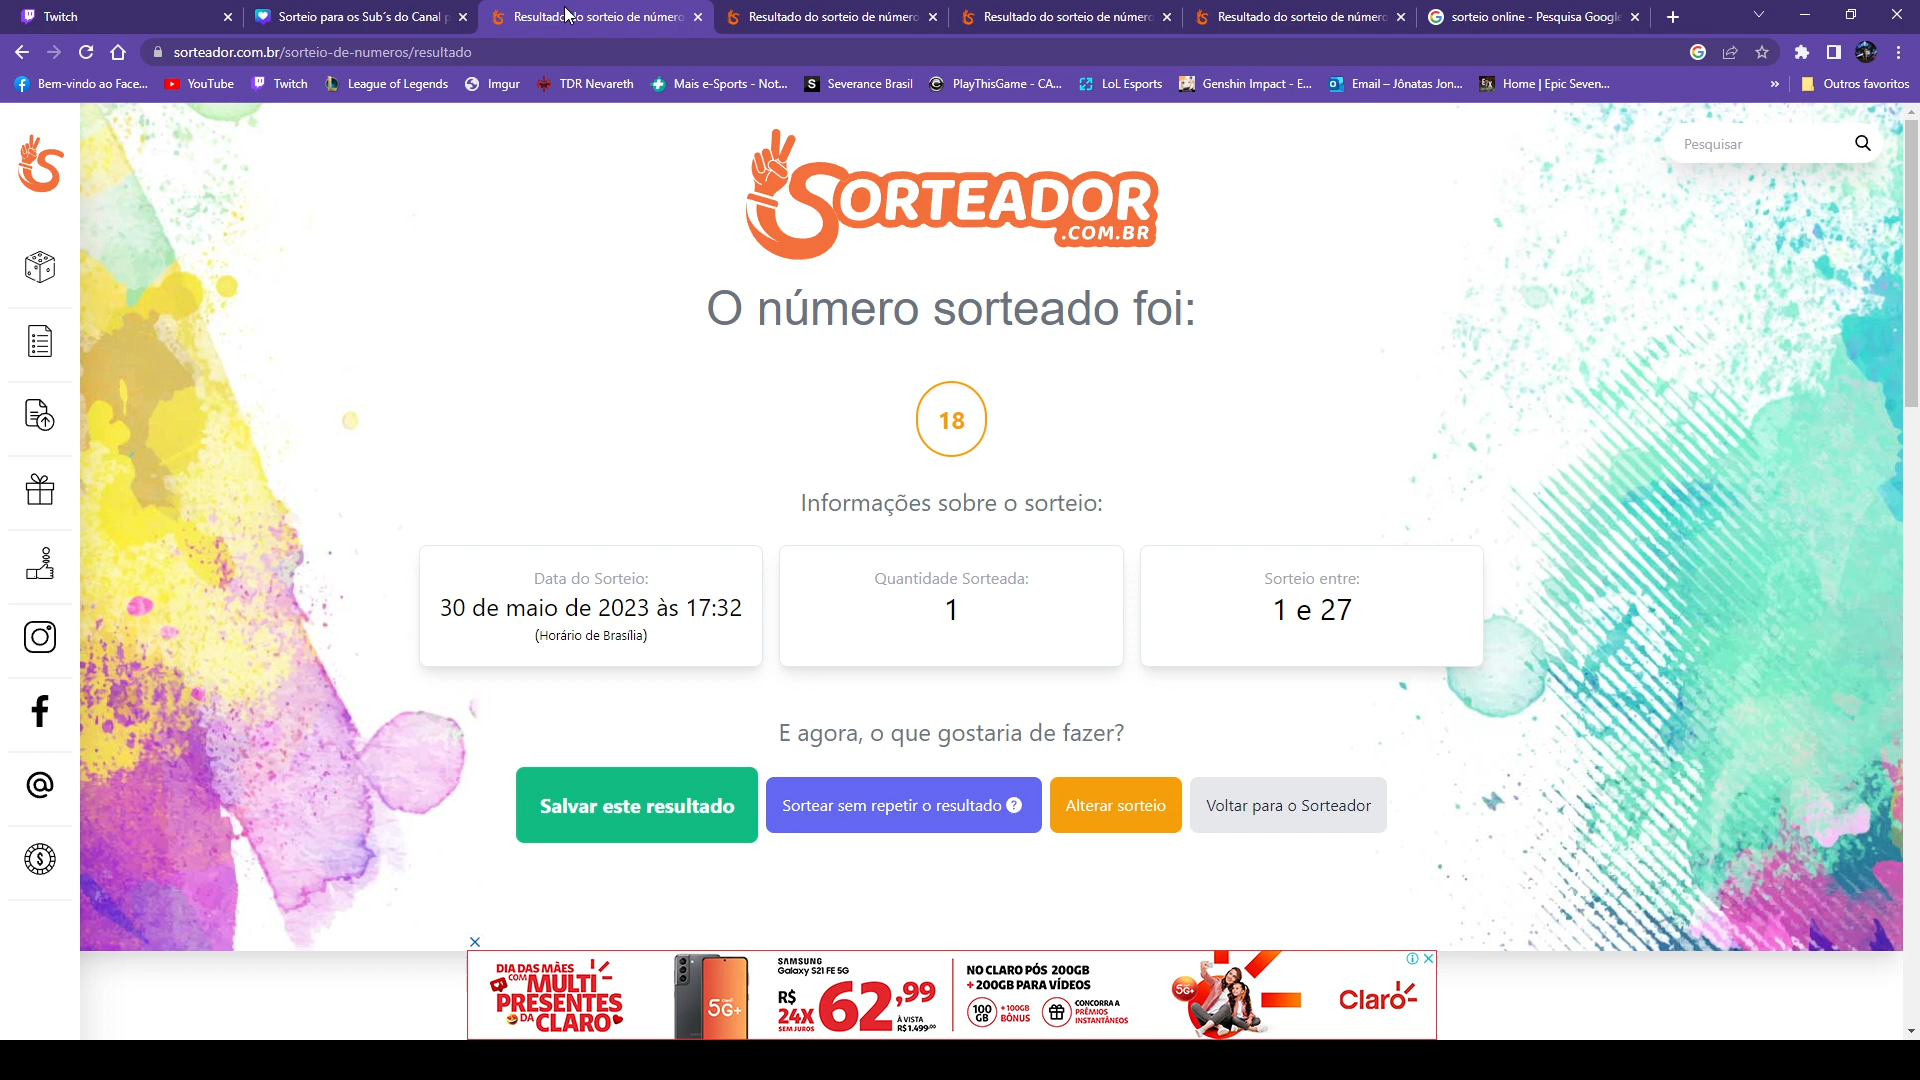 Twitch
Sorteio para os Sub´s do Canal
Resultado do sorteio de número
Resultado do sorteio de número
Resultado do sorteio de número
Resultado do sorteio de número
sorteio online - Pesquisa Google
sorteador.com.br/sorteio-de-numeros/resultado
Bem-vindo ao Face...
YouTube
Twitch
League of Legends
Imgur
TDR Nevareth
Mais e-Sports - Not...
Severance Brasil
PlayThisGame - CA...
LoL Esports
Genshin Impact - E...
Email – Jônatas Jon...
Home | Epic Seven...
»
Outros favoritos
Pesquisar
SORTEADOR
.COM.BR
O número sorteado foi:
18
Informações sobre o sorteio:
Data do Sorteio:
30 de maio de 2023 às 17:32
(Horário de Brasília)
Quantidade Sorteada:
1
Sorteio entre:
1 e 27
E agora, o que gostaria de fazer?
Salvar este resultado
Sortear sem repetir o resultado ?
Alterar sorteio
Voltar para o Sorteador
DIA DAS MÃES
COM
MULTI
PRESENTES
DA CLARO
5G+
SAMSUNG
Galaxy S21 FE 5G
R$
24X
SEM JUROS
62,99
À VISTA
R$1.499,00
NO CLARO PÓS 200GB
+200GB PARA VÍDEOS
100
GB
+100GB
BÔNUS
CONCORRA A
PRÊMIOS
INSTANTÂNEOS
5G+
Claro